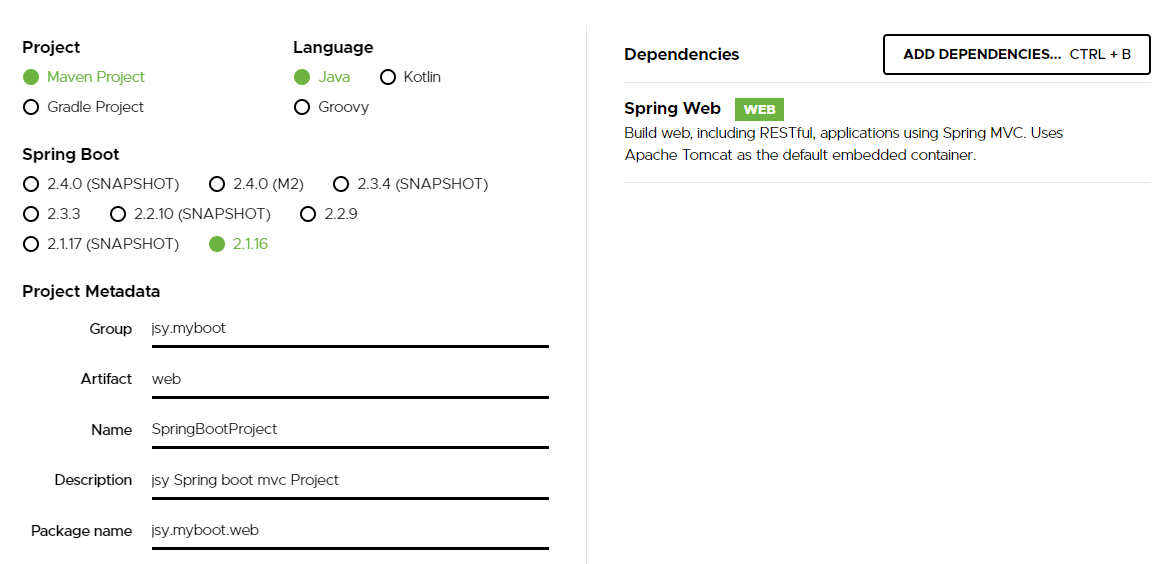 Project
Language
Maven Project
Java
Kotlin
Gradle Project
Groovy
Spring Boot
2.4.0 (SNAPSHOT)
2.4.0 (M2)
2.3.4 (SNAPSHOT)
2.3.3
2.2.10 (SNAPSHOT)
2.2.9
2.1.17 (SNAPSHOT)
2.1.16
Project Metadata
Group
jsy.myboot
Artifact
web
Name
SpringBootProject
Description
jsy Spring boot mvc Project
Package name
jsy.myboot.web
Dependencies
ADD DEPENDENCIES... CTRL + B
Spring Web WEB
Build web, including RESTful, applications using Spring MVC. Uses
Apache Tomcat as the default embedded container.